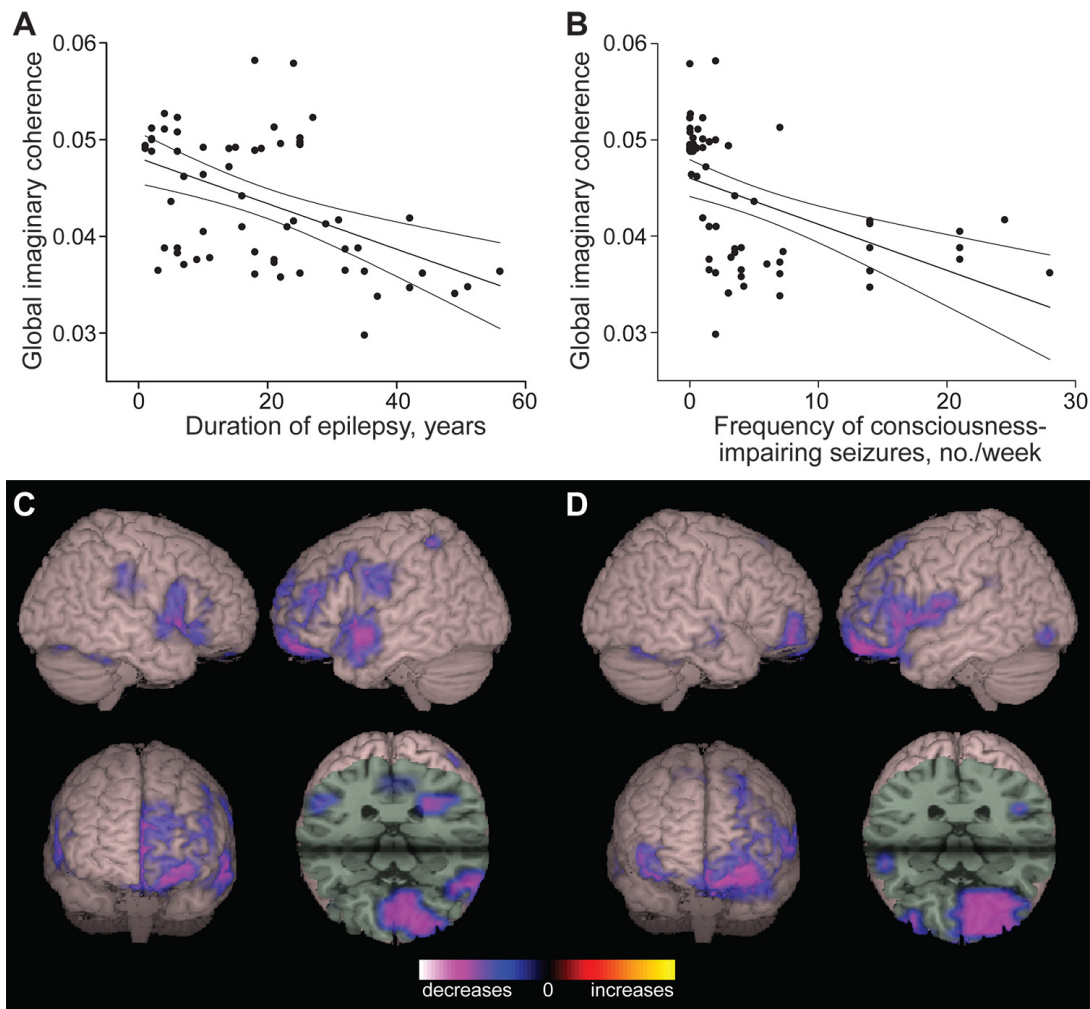 A
Global imaginary coherence
0.06
0.05
0.04
0.03
0
20
40
60
Duration of epilepsy, years
B
Global imaginary coherence
0.06
0.05
0.04
0.03
0
10
20
30
Frequency of consciousness-
impairing seizures, no./week
C
D
decreases 0 increases